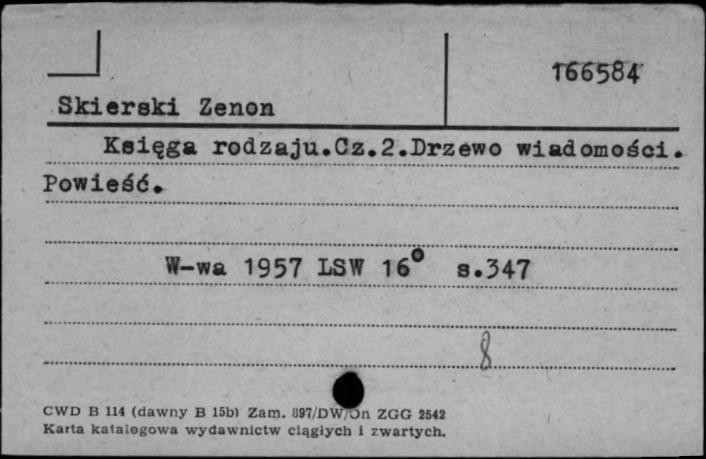 166584
Skierski Zenon
Księga rodzaju.Cz.2.Drzewo wiadomości.
Powieść.
W-wa 1957 LSW 16° s.347
8
CWD B 114 (dawny B 15b) Zam. 897/DW/On ZGG 2542
Karta katalogowa wydawnictw ciągłych i zwartych.